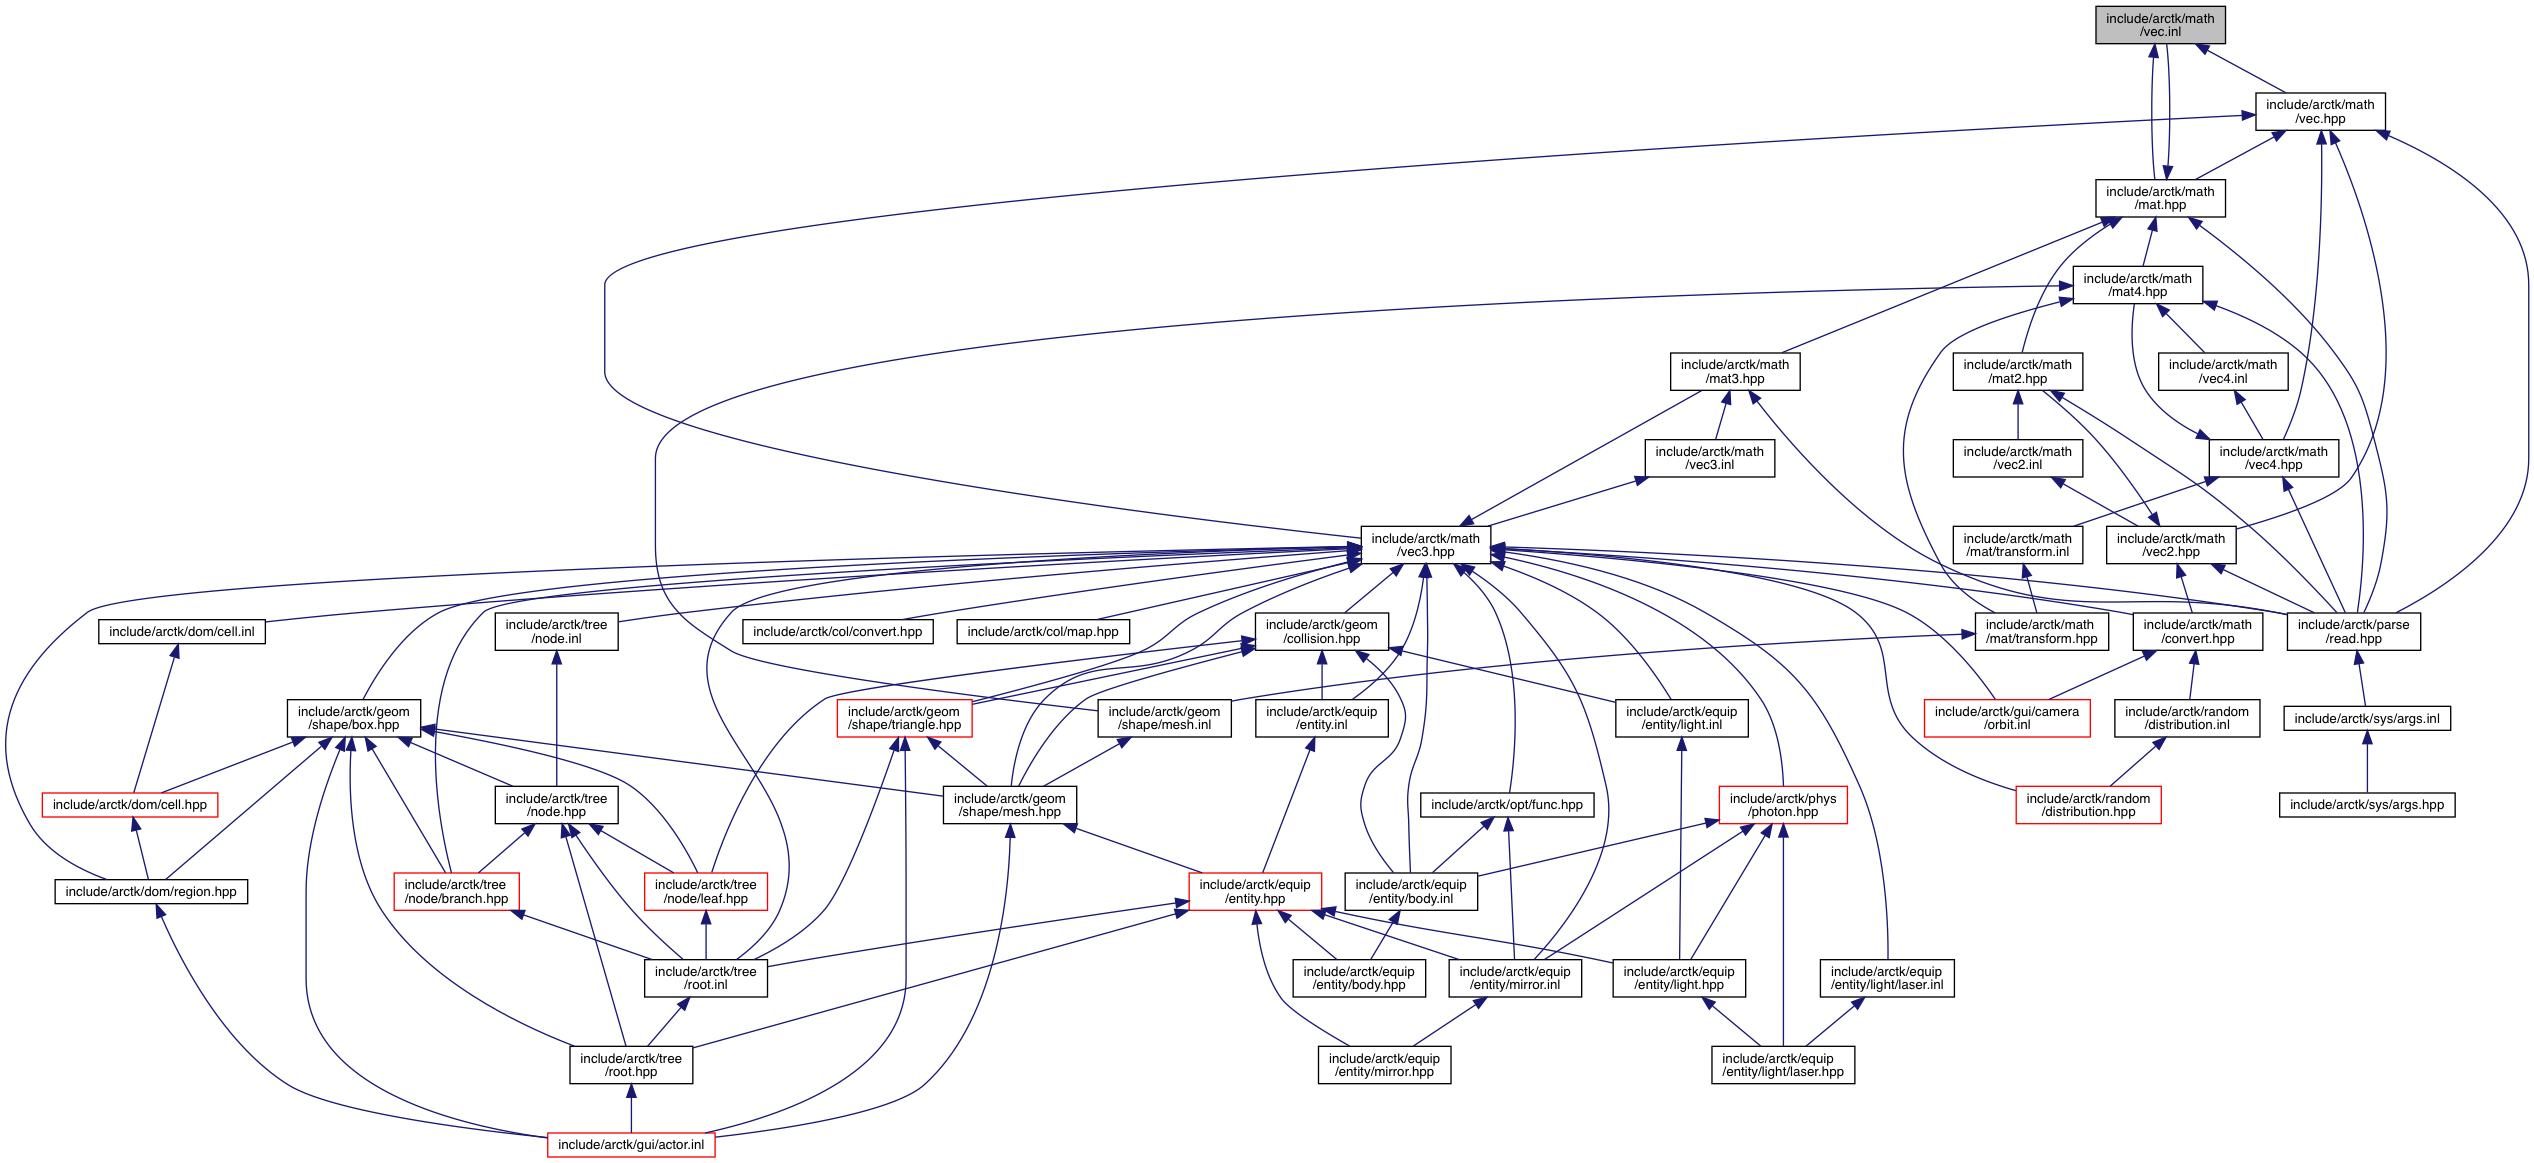 include/arctk/math
/vec.inl
include/arctk/math
/vec.hpp
include/arctk/math
/mat.hpp
include/arctk/math
/mat4.hpp
include/arctk/math
/mat3.hpp
include/arctk/math
/mat2.hpp
include/arctk/math
/vec4.inl
include/arctk/math
/vec3.inl
include/arctk/math
/vec2.inl
include/arctk/math
/vec4.hpp
include/arctk/math
/vec3.hpp
include/arctk/math
/mat/transform.inl
include/arctk/math
/vec2.hpp
include/arctk/dom/cell.inl
include/arctk/tree
/node.inl
include/arctk/col/convert.hpp
include/arctk/col/map.hpp
include/arctk/geom
/collision.hpp
include/arctk/math
/mat/transform.hpp
include/arctk/math
/convert.hpp
include/arctk/parse
/read.hpp
include/arctk/geom
/shape/box.hpp
include/arctk/geom
/shape/triangle.hpp
include/arctk/geom
/shape/mesh.inl
include/arctk/equip
/entity.inl
include/arctk/equip
/entity/light.inl
include/arctk/gui/camera
/orbit.inl
include/arctk/random
/distribution.inl
include/arctk/sys/args.inl
include/arctk/dom/cell.hpp
include/arctk/tree
/node.hpp
include/arctk/geom
/shape/mesh.hpp
include/arctk/opt/func.hpp
include/arctk/phys
/photon.hpp
include/arctk/random
/distribution.hpp
include/arctk/sys/args.hpp
include/arctk/dom/region.hpp
include/arctk/tree
/node/branch.hpp
include/arctk/tree
/node/leaf.hpp
include/arctk/equip
/entity.hpp
include/arctk/equip
/entity/body.inl
include/arctk/tree
/root.inl
include/arctk/equip
/entity/body.hpp
include/arctk/equip
/entity/mirror.inl
include/arctk/equip
/entity/light.hpp
include/arctk/equip
/entity/light/laser.inl
include/arctk/tree
/root.hpp
include/arctk/equip
/entity/mirror.hpp
include/arctk/equip
/entity/light/laser.hpp
include/arctk/gui/actor.inl